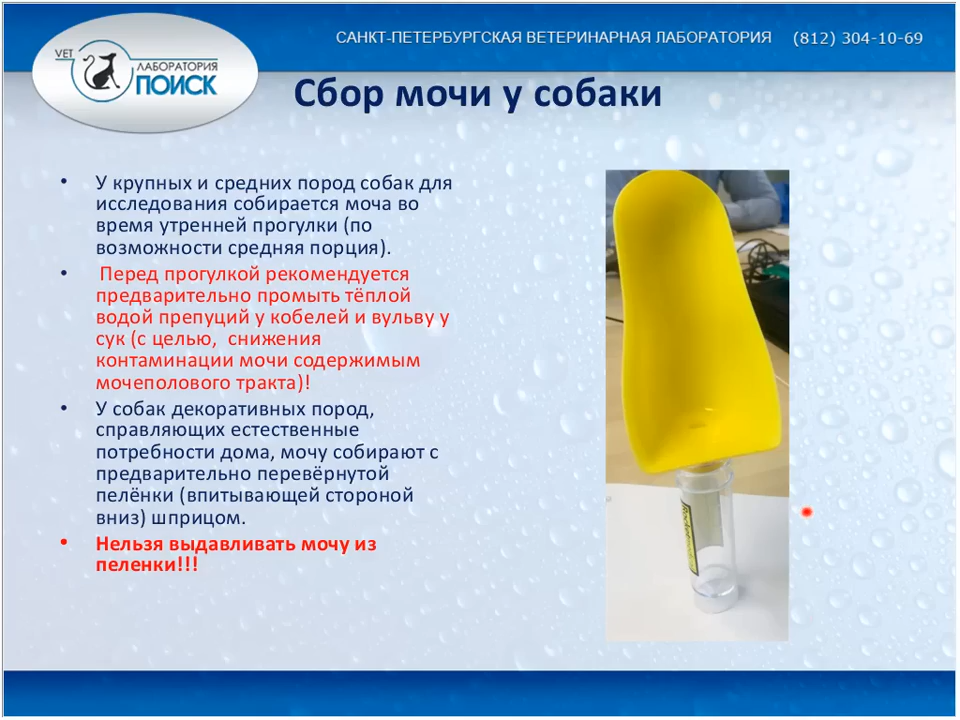 САНКТ-ПЕТЕРБУРГСКАЯ ВЕТЕРИНАРНАЯ ЛАБОРАТОРИЯ (812) 304-10-69
VET
ЛАБОРАТОРИЯ
ПОИСК
Сбор мочи у собаки
• У крупных и средних пород собак для
исследования собирается моча во
время утренней прогулки (по
возможности средняя порция).
• Перед прогулкой рекомендуется
предварительно промыть тёплой
водой препуций у кобелей и вульву у
сук (с целью, снижения
контаминации мочи содержимым
мочеполового тракта)!
• У собак декоративных пород,
справляющих естественные
потребности дома, мочу собирают с
предварительно перевёрнутой
пелёнки (впитывающей стороной
вниз) шприцом.
• Нельзя выдавливать мочу из
пеленки!!!